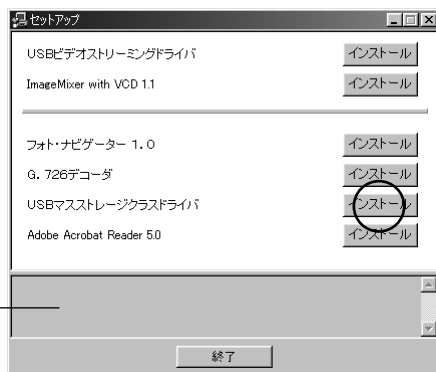 セットアップ
USBビデオストリーミングドライバ インストール
ImageMixer with VCD 1.1 インストール
フォト・ナビゲーター 1.0 インストール
G. 726デコーダ インストール
USBマスストレージクラスドライバ インストール
Adobe Acrobat Reader 5.0 インストール
終了